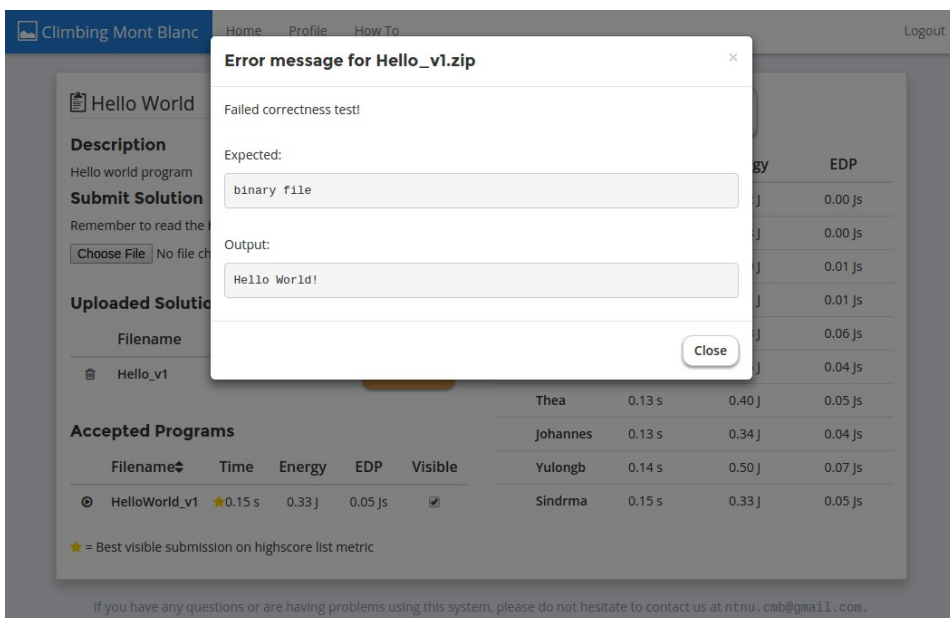 Climbing Mont Blanc Home Profile How To Logout
Error message for Hello_v1.zip ×
Failed correctness test!
Expected:
binary file
Output:
Hello World!
Close
Hello World
Description
Hello world program
Submit Solution
Remember to read the
Choose File No file ch
Uploaded Solutio
Filename
Hello_v1
Accepted Programs
Filename Time Energy EDP Visible
HelloWorld_v1 0.15 s 0.33 J 0.05 Js
= Best visible submission on highscore list metric
gy EDP
J 0.00 Js
J 0.00 Js
J 0.01 Js
J 0.01 Js
J 0.06 Js
J 0.04 Js
Thea 0.13 s 0.40 J 0.05 Js
Johannes 0.13 s 0.34 J 0.04 Js
Yulongb 0.14 s 0.50 J 0.07 Js
Sindrma 0.15 s 0.33 J 0.05 Js
If you have any questions or are having problems using this system, please do not hesitate to contact us at ntnu.cmb@gmail.com.